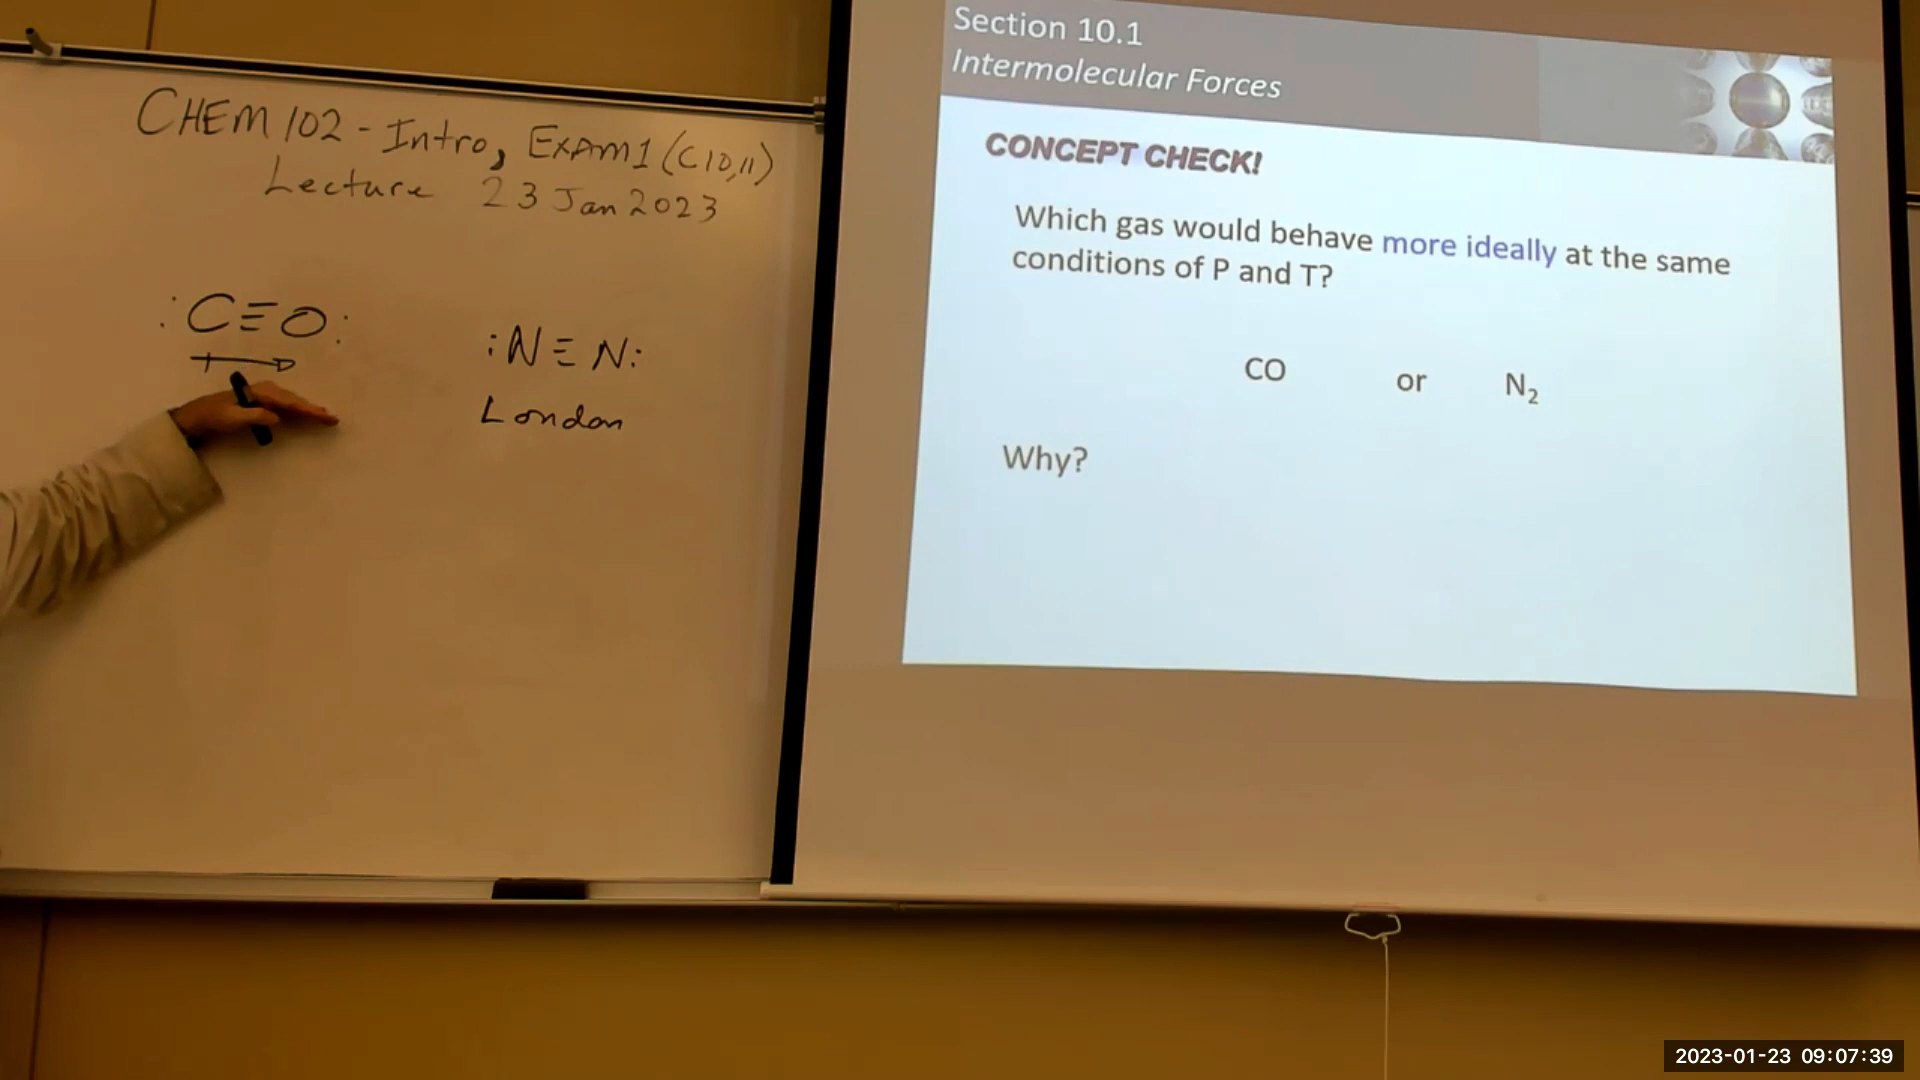 CHEM 102 - Intro, EXAM1 (C10,11)
Lecture 23 Jan 2023
:C≡O:
:N≡N:
London
Section 10.1
Intermolecular Forces
CONCEPT CHECK!
Which gas would behave more ideally at the same
conditions of P and T?
CO or N₂
Why?
2023-01-23 09:07:39